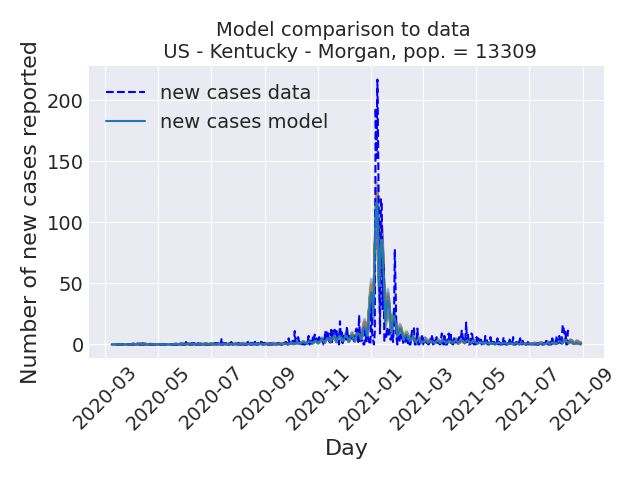 Model comparison to data
US - Kentucky - Morgan, pop. = 13309
Number of new cases reported
200
150
100
50
0
new cases data
new cases model
2020-03
2020-05
2020-07
2020-09
2020-11
2021-01
2021-03
2021-05
2021-07
2021-09
Day